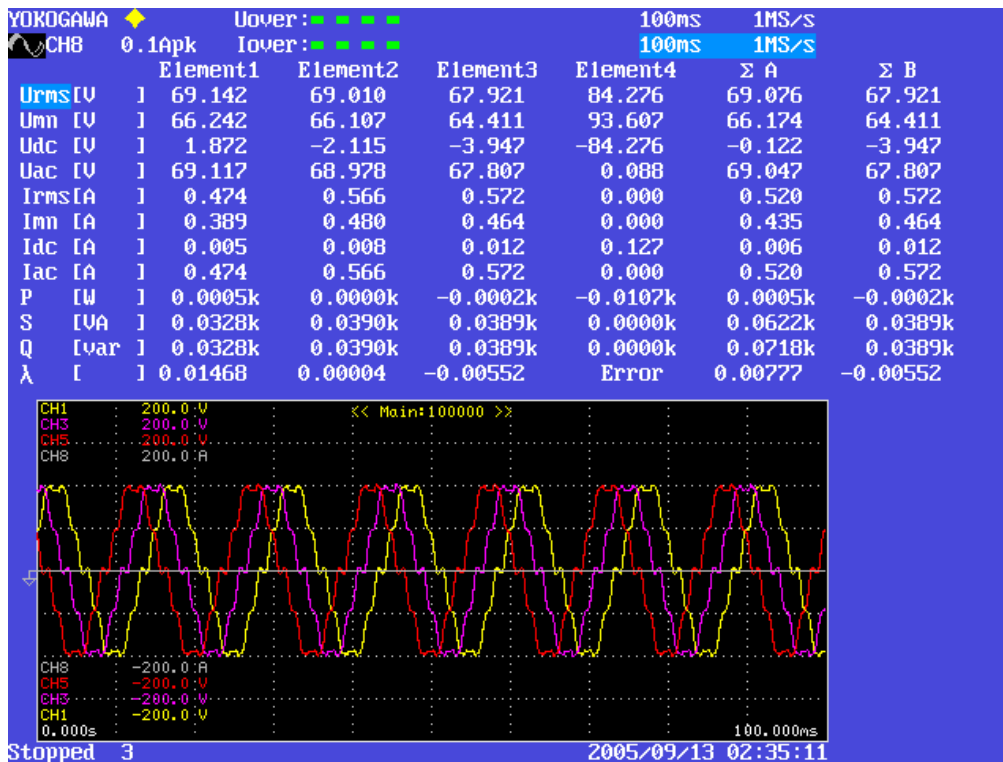 YOKOGAWA Uover: 100ms 1MS/s
CH8 0.1Apk Iover: 100ms 1MS/s
Element1 Element2 Element3 Element4 Σ A Σ B
Urms[V ] 69.142 69.010 67.921 84.276 69.076 67.921
Umn [V ] 66.242 66.107 64.411 93.607 66.174 64.411
Udc [V ] 1.872 -2.115 -3.947 -84.276 -0.122 -3.947
Uac [V ] 69.117 68.978 67.807 0.088 69.047 67.807
Irms[A ] 0.474 0.566 0.572 0.000 0.520 0.572
Imn [A ] 0.389 0.480 0.464 0.000 0.435 0.464
Idc [A ] 0.005 0.008 0.012 0.127 0.006 0.012
Iac [A ] 0.474 0.566 0.572 0.000 0.520 0.572
P [W ] 0.0005k 0.0000k -0.0002k -0.0107k 0.0005k -0.0002k
S [VA ] 0.0328k 0.0390k 0.0389k 0.0000k 0.0622k 0.0389k
Q [var ] 0.0328k 0.0390k 0.0389k 0.0000k 0.0718k 0.0389k
λ [ ] 0.01468 0.00004 -0.00552 Error 0.00777 -0.00552
CH1 200.0 V << Main:100000 >>
CH3 200.0 V
CH5 200.0 V
CH8 200.0 A
CH8 -200.0 A
CH5 -200.0 V
CH3 -200.0 V
CH1 -200.0 V
0.000s 100.000ms
Stopped 3 2005/09/13 02:35:11